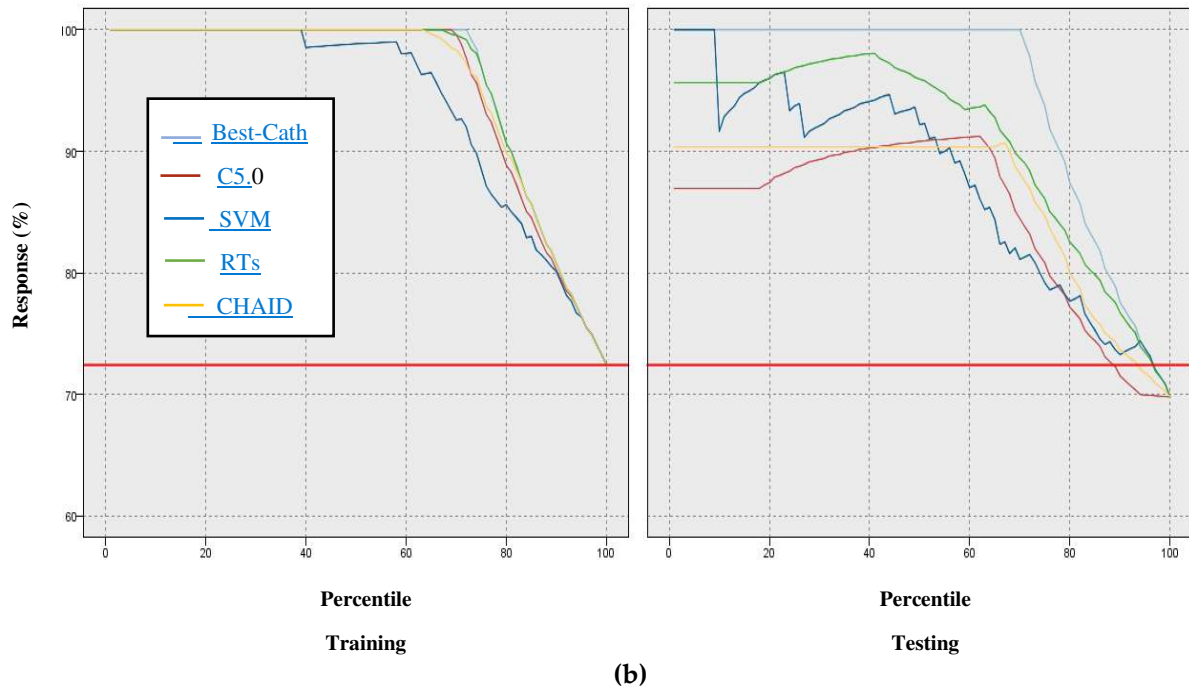 100
90
80
70
60
Response (%)
Best-Cath
C5.0
SVM
RTs
CHAID
0 20 40 60 80 100
0 20 40 60 80 100
Percentile Percentile
Training Testing
(b)